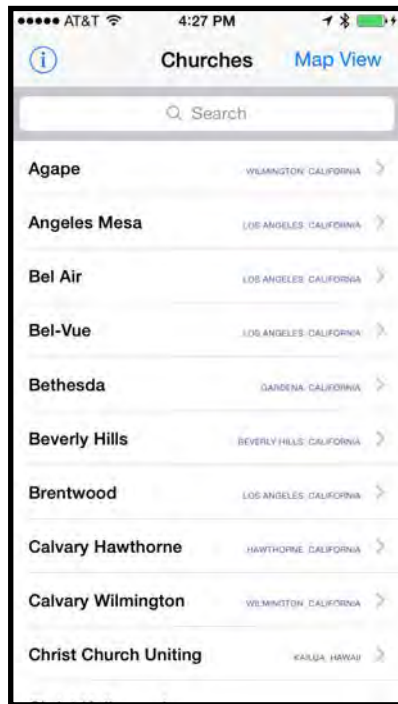 AT&T 4:27 PM
Churches Map View
Search
Agape WILMINGTON, CALIFORNIA
Angeles Mesa LOS ANGELES, CALIFORNIA
Bel Air LOS ANGELES, CALIFORNIA
Bel-Vue LOS ANGELES, CALIFORNIA
Bethesda GARDENA, CALIFORNIA
Beverly Hills BEVERLY HILLS, CALIFORNIA
Brentwood LOS ANGELES, CALIFORNIA
Calvary Hawthorne HAWTHORNE, CALIFORNIA
Calvary Wilmington WILMINGTON, CALIFORNIA
Christ Church Uniting KAILUA, HAWAII